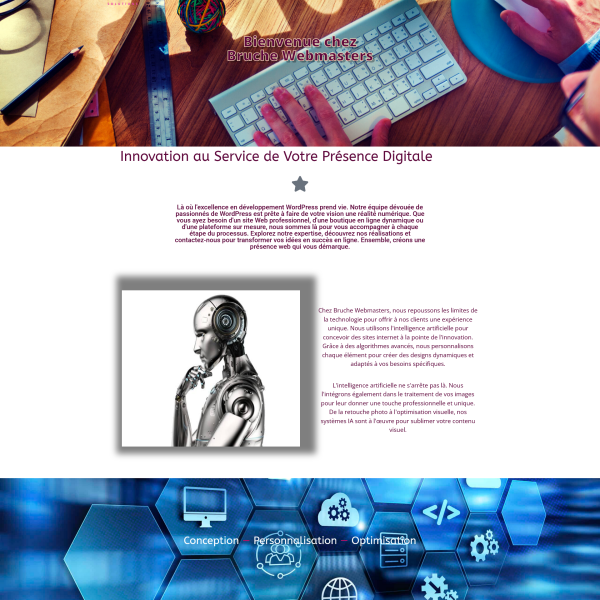 Bienvenue chez
Bruche Webmasters
Innovation au Service de Votre Présence Digitale
Là où l'excellence en développement WordPress prend vie. Notre équipe dévouée de
passionnés de WordPress est prête à faire de votre vision une réalité numérique. Que
vous ayez besoin d'un site Web professionnel, d'une boutique en ligne dynamique ou
d'une plateforme sur mesure, nous sommes là pour vous accompagner à chaque
étape du processus. Explorez notre expertise, découvrez nos réalisations et
contactez-nous pour transformer vos idées en succès en ligne. Ensemble, créons une
présence web qui vous démarque.
Chez Bruche Webmasters, nous repoussons les limites de
la technologie pour offrir à nos clients une expérience
unique. Nous utilisons l'intelligence artificielle pour
concevoir des sites internet à la pointe de l'innovation.
Grâce à des algorithmes avancés, nous personnalisons
chaque élément pour créer des designs dynamiques et
adaptés à vos besoins spécifiques.
L'intelligence artificielle ne s'arrête pas là. Nous
l'intégrons également dans le traitement de vos images
pour leur donner une touche professionnelle et unique.
De la retouche photo à l'optimisation visuelle, nos
systèmes IA sont à l'œuvre pour sublimer votre contenu
visuel.
Conception – Personnalisation – Optimisation